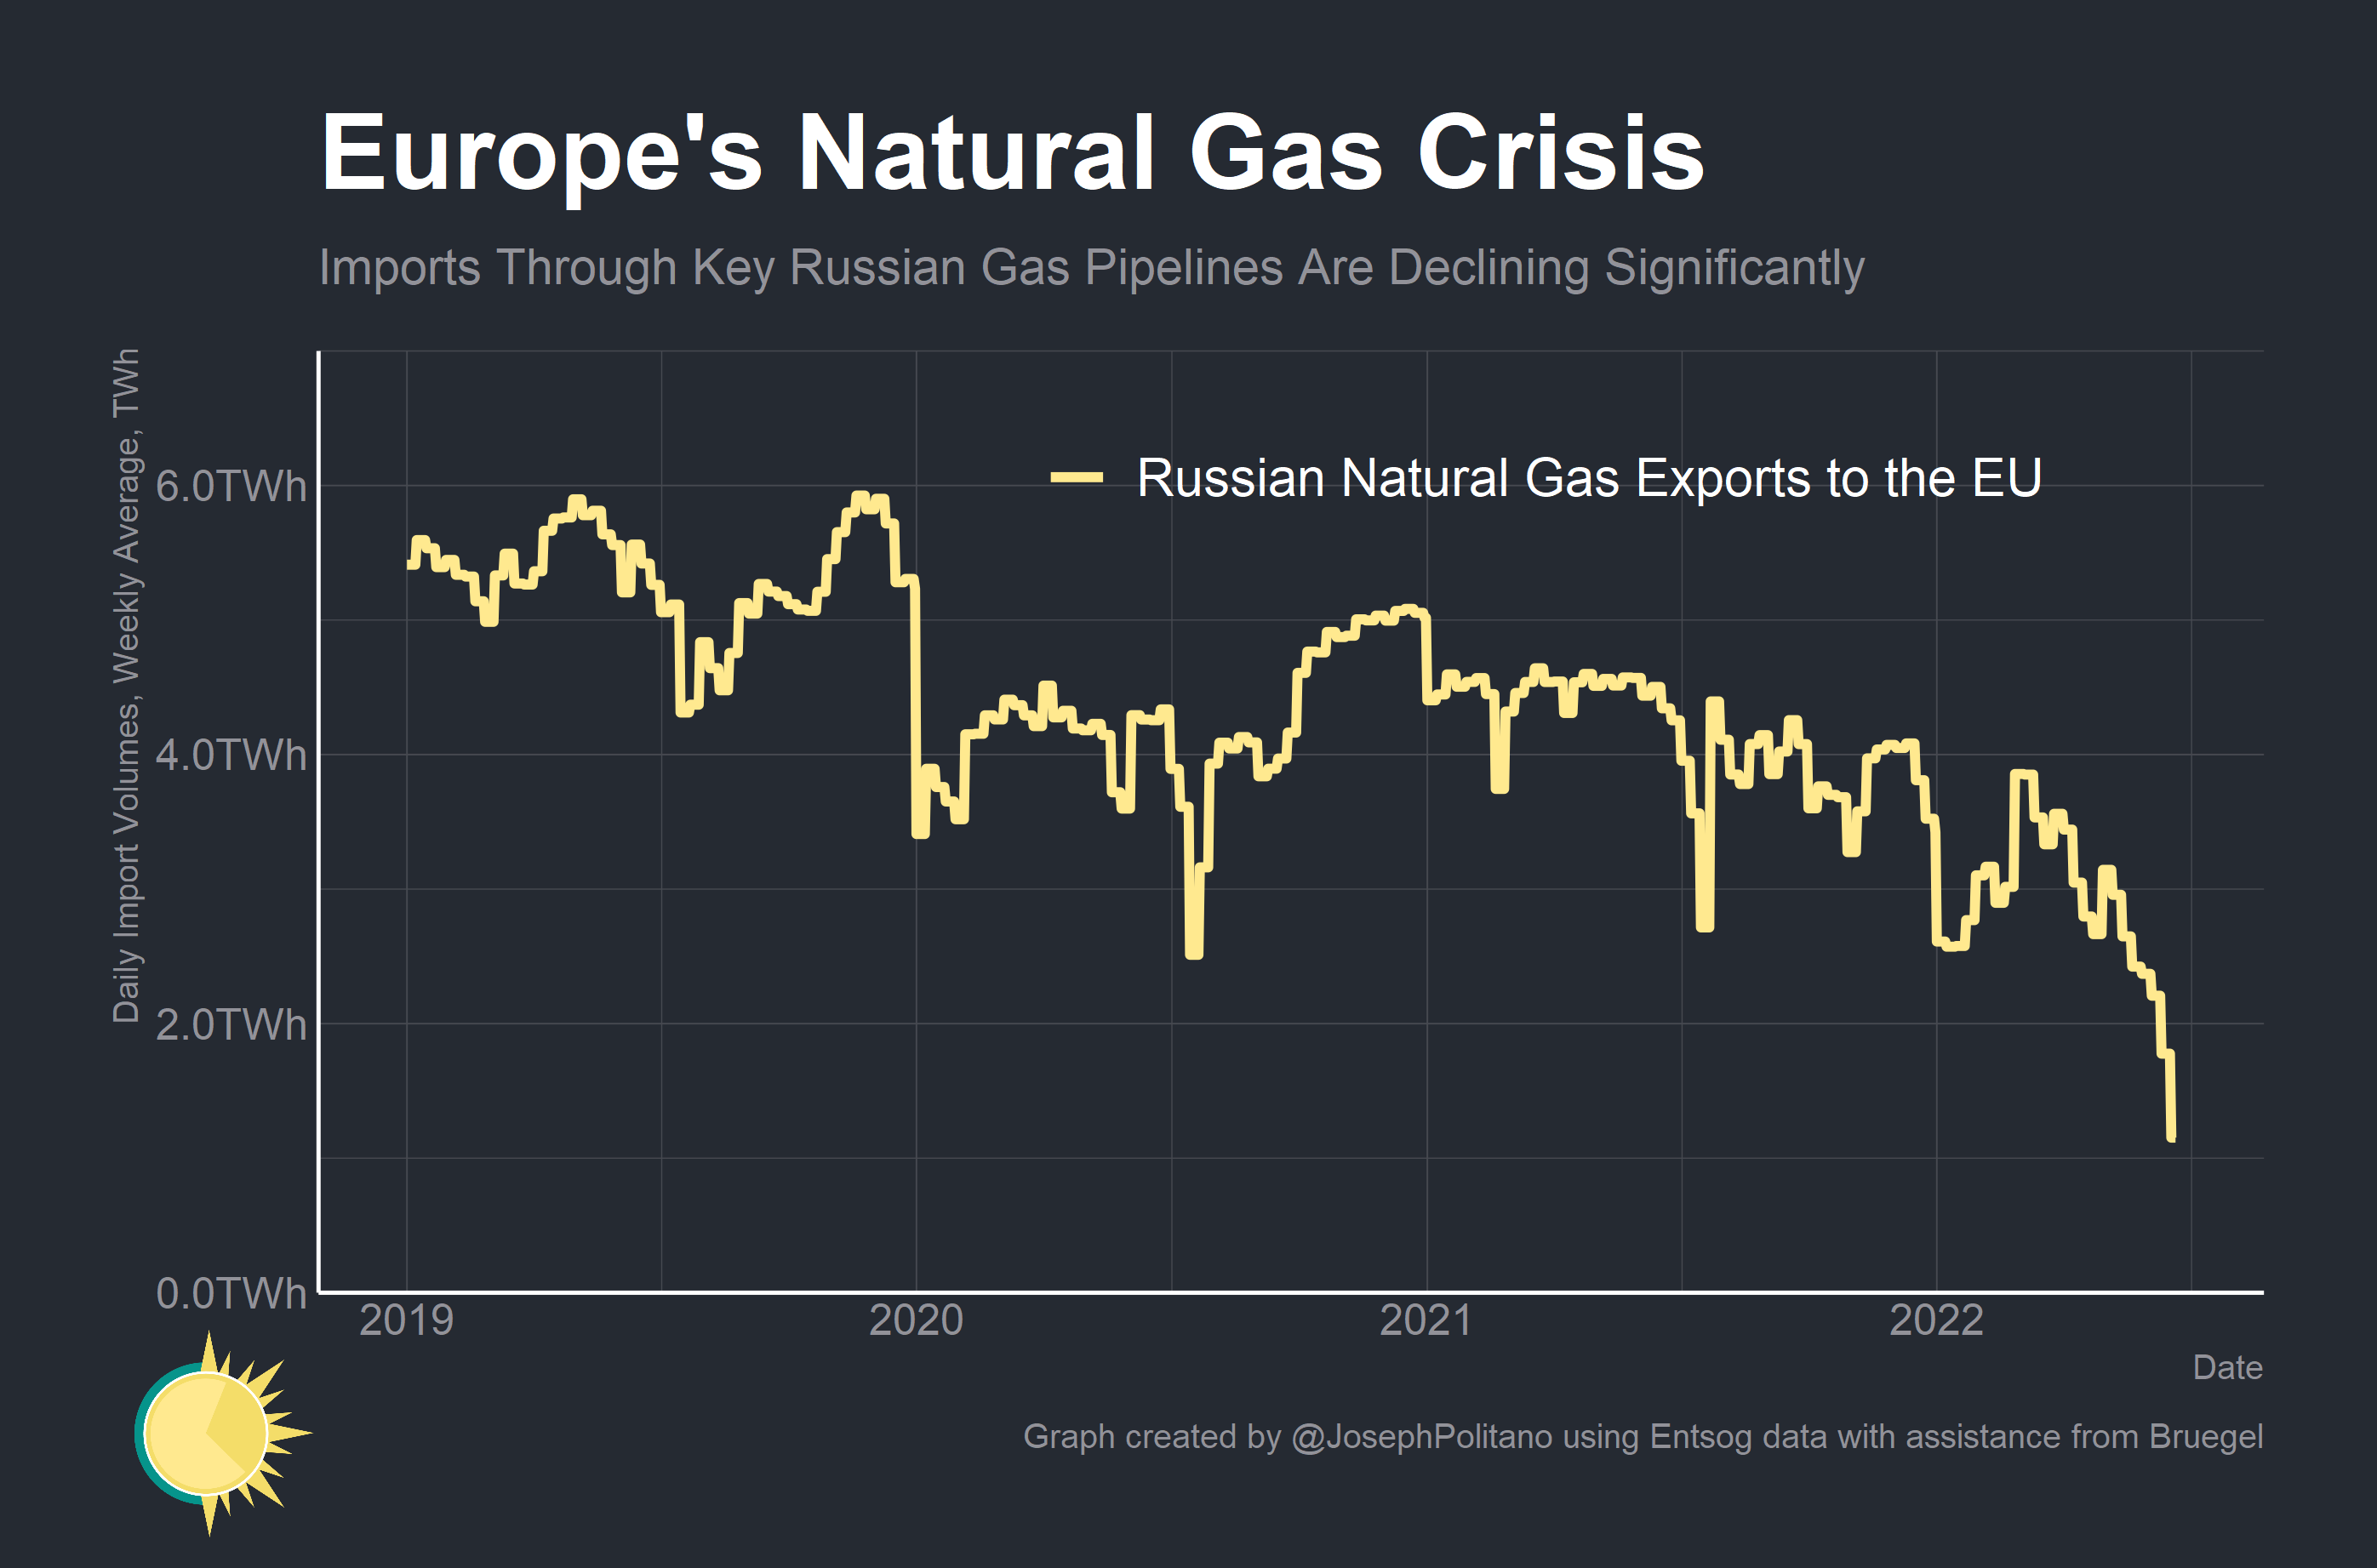 Europe's Natural Gas Crisis
Imports Through Key Russian Gas Pipelines Are Declining Significantly
Daily Import Volumes, Weekly Average, TWh
Russian Natural Gas Exports to the EU
6.0TWh
4.0TWh
2.0TWh
0.0TWh
2019
2020
2021
2022
Date
Graph created by @JosephPolitano using Entsog data with assistance from Bruegel